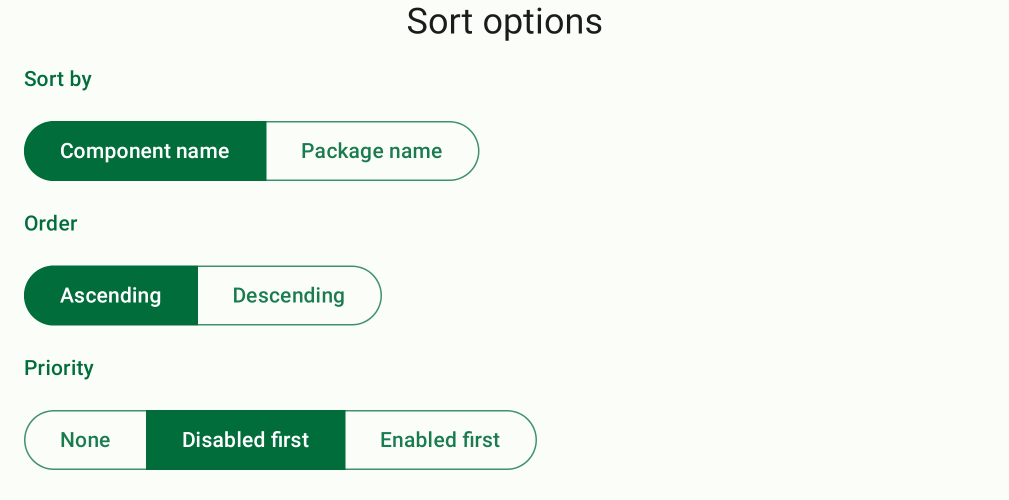 Sort options
Sort by
Component name Package name
Order
Ascending Descending
Priority
None Disabled first Enabled first